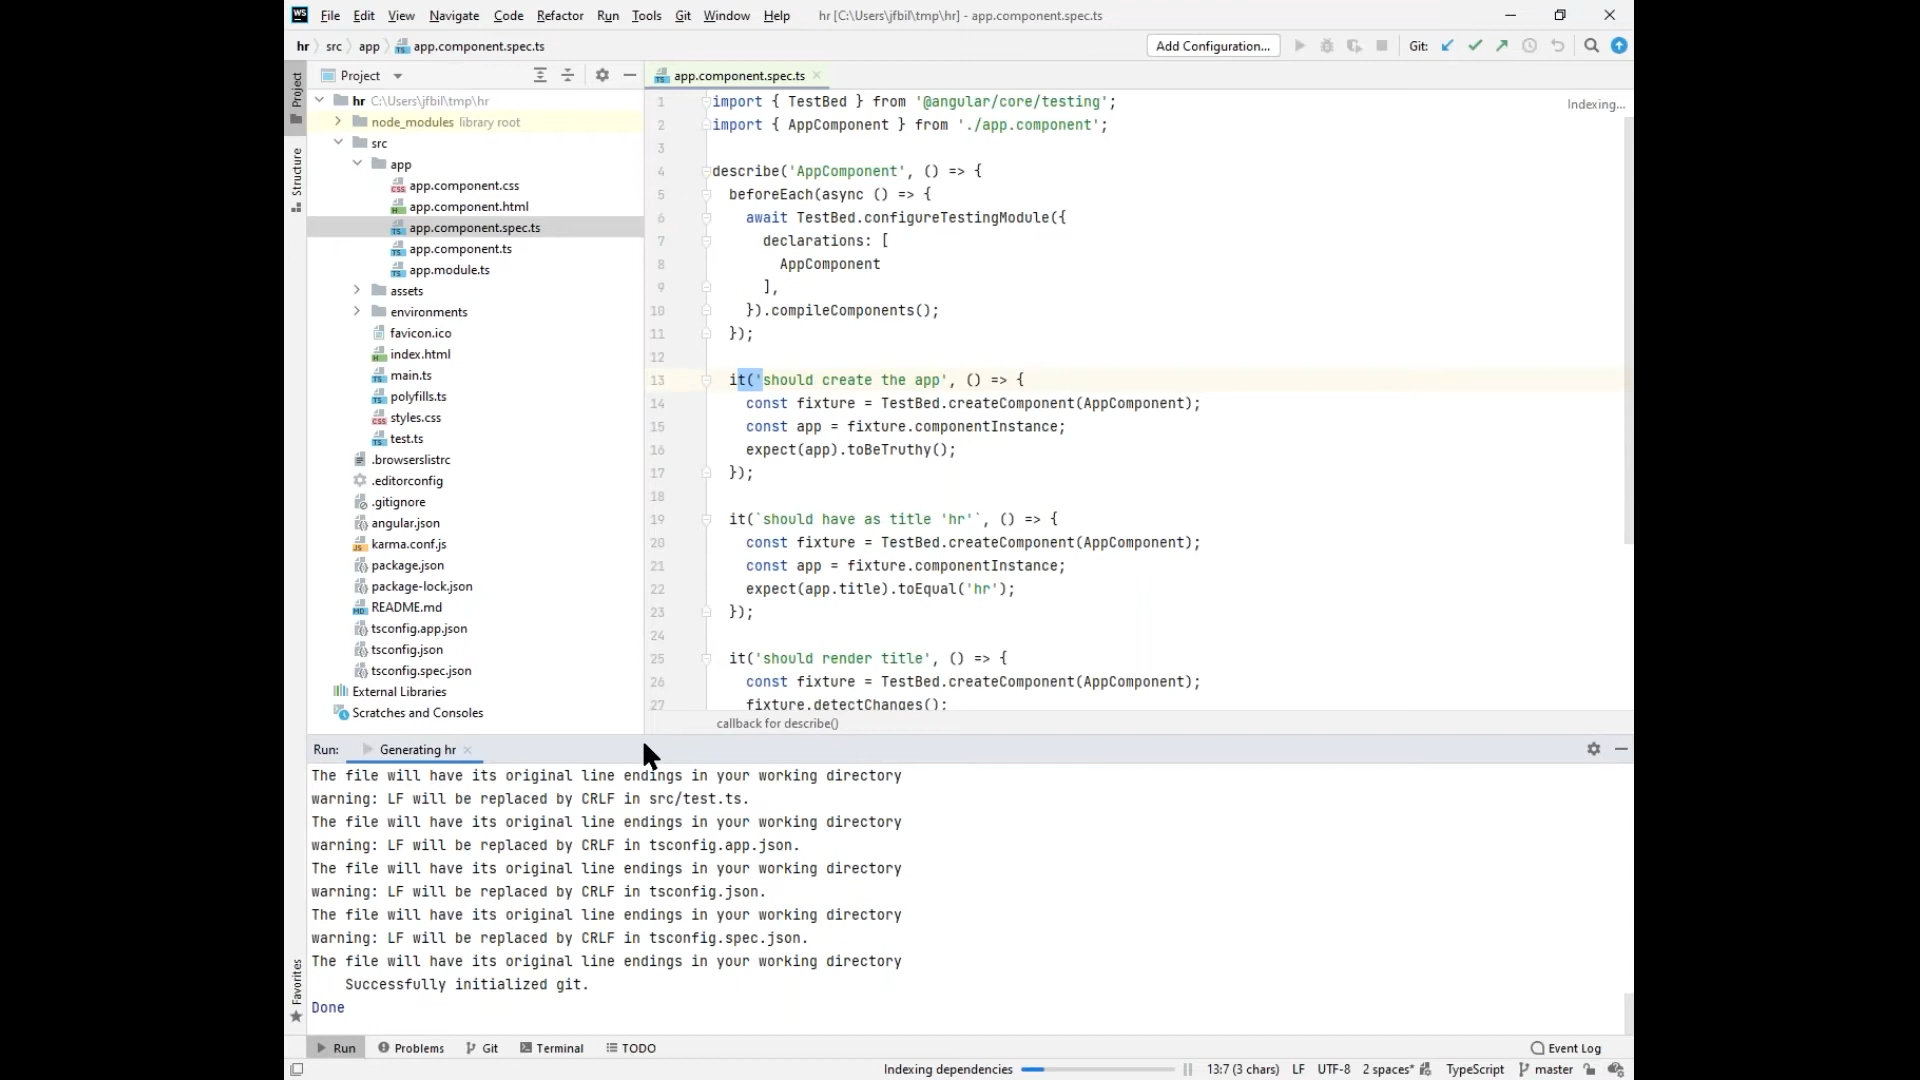 WS File Edit View Navigate Code Refactor Run Tools Git Window Help hr [C:\Users\jfbil\tmp\hr] - app.component.spec.ts
hr src app app.component.spec.ts Add Configuration... Git:
Project
Structure
Favorites
Project
hr C:\Users\jfbil\tmp\hr
node_modules library root
src
app
app.component.css
app.component.html
app.component.spec.ts
app.component.ts
app.module.ts
assets
environments
favicon.ico
index.html
main.ts
polyfills.ts
styles.css
test.ts
.browserslistrc
.editorconfig
.gitignore
angular.json
karma.conf.js
package.json
package-lock.json
README.md
tsconfig.app.json
tsconfig.json
tsconfig.spec.json
External Libraries
Scratches and Consoles
app.component.spec.ts
Indexing...
1 import { TestBed } from '@angular/core/testing';
2 import { AppComponent } from './app.component';
3
4 describe('AppComponent', () => {
5 beforeEach(async () => {
6 await TestBed.configureTestingModule({
7 declarations: [
8 AppComponent
9 ],
10 }).compileComponents();
11 });
12
13 it('should create the app', () => {
14 const fixture = TestBed.createComponent(AppComponent);
15 const app = fixture.componentInstance;
16 expect(app).toBeTruthy();
17 });
18
19 it(`should have as title 'hr'`, () => {
20 const fixture = TestBed.createComponent(AppComponent);
21 const app = fixture.componentInstance;
22 expect(app.title).toEqual('hr');
23 });
24
25 it('should render title', () => {
26 const fixture = TestBed.createComponent(AppComponent);
27 fixture.detectChanges();
callback for describe()
Run: Generating hr
The file will have its original line endings in your working directory
warning: LF will be replaced by CRLF in src/test.ts.
The file will have its original line endings in your working directory
warning: LF will be replaced by CRLF in tsconfig.app.json.
The file will have its original line endings in your working directory
warning: LF will be replaced by CRLF in tsconfig.json.
The file will have its original line endings in your working directory
warning: LF will be replaced by CRLF in tsconfig.spec.json.
The file will have its original line endings in your working directory
Successfully initialized git.
Done
Run Problems Git Terminal TODO Event Log
Indexing dependencies 13:7 (3 chars) LF UTF-8 2 spaces* TypeScript master